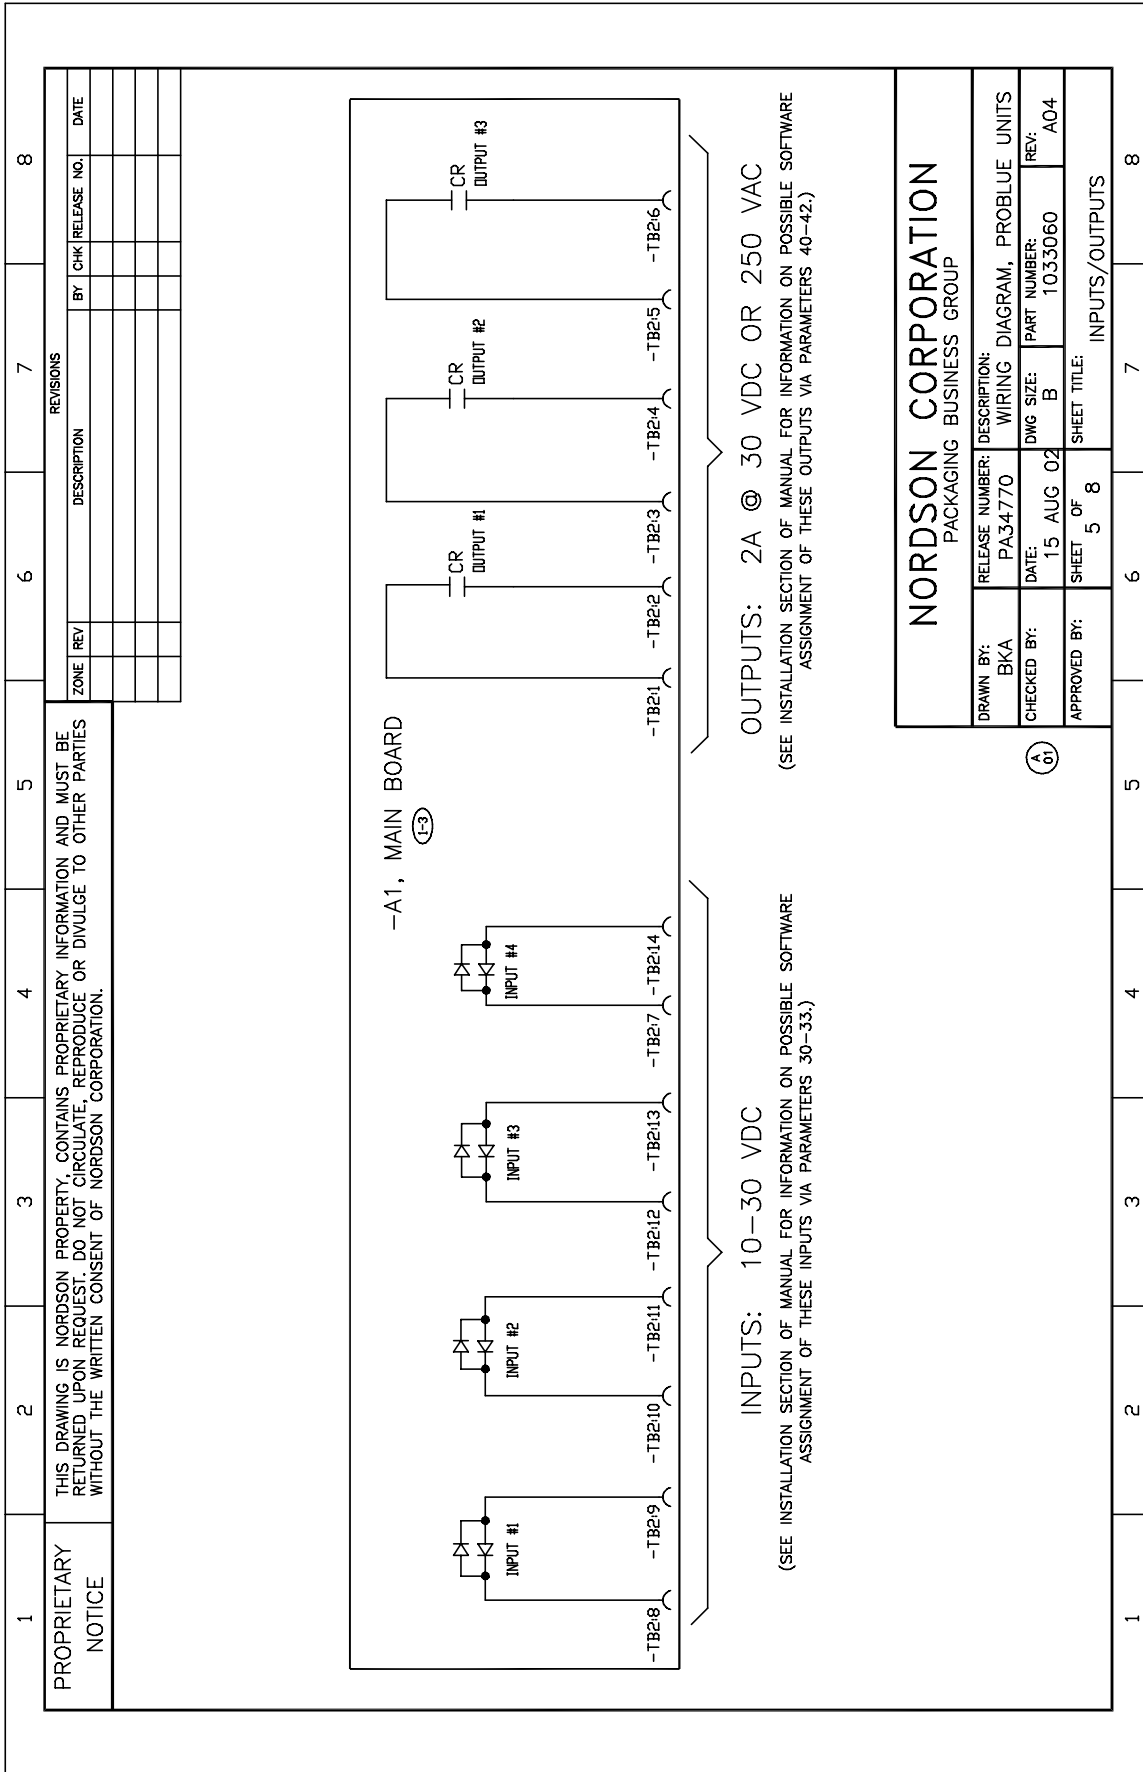 1 2 3 4 5 6 7 8
PROPRIETARY
NOTICE
THIS DRAWING IS NORDSON PROPERTY, CONTAINS PROPRIETARY INFORMATION AND MUST BE
RETURNED UPON REQUEST. DO NOT CIRCULATE, REPRODUCE OR DIVULGE TO OTHER PARTIES
WITHOUT THE WRITTEN CONSENT OF NORDSON CORPORATION.
REVISIONS
ZONE REV DESCRIPTION BY CHK RELEASE NO. DATE
-A1, MAIN BOARD
1-3
INPUT #1
INPUT #2
INPUT #3
INPUT #4
CR
OUTPUT #1
CR
OUTPUT #2
CR
OUTPUT #3
-TB2:8 -TB2:9 -TB2:10 -TB2:11 -TB2:12 -TB2:13 -TB2:7 -TB2:14 -TB2:1 -TB2:2 -TB2:3 -TB2:4 -TB2:5 -TB2:6
INPUTS: 10-30 VDC
(SEE INSTALLATION SECTION OF MANUAL FOR INFORMATION ON POSSIBLE SOFTWARE
ASSIGNMENT OF THESE INPUTS VIA PARAMETERS 30-33.)
OUTPUTS: 2A @ 30 VDC OR 250 VAC
(SEE INSTALLATION SECTION OF MANUAL FOR INFORMATION ON POSSIBLE SOFTWARE
ASSIGNMENT OF THESE OUTPUTS VIA PARAMETERS 40-42.)
NORDSON CORPORATION
PACKAGING BUSINESS GROUP
DRAWN BY:
BKA
RELEASE NUMBER:
PA34770
DESCRIPTION:
WIRING DIAGRAM, PROBLUE UNITS
A
01
CHECKED BY:
DATE:
15 AUG 02
DWG SIZE:
B
PART NUMBER:
1033060
REV:
A04
APPROVED BY:
SHEET OF
5 8
SHEET TITLE:
INPUTS/OUTPUTS
1 2 3 4 5 6 7 8